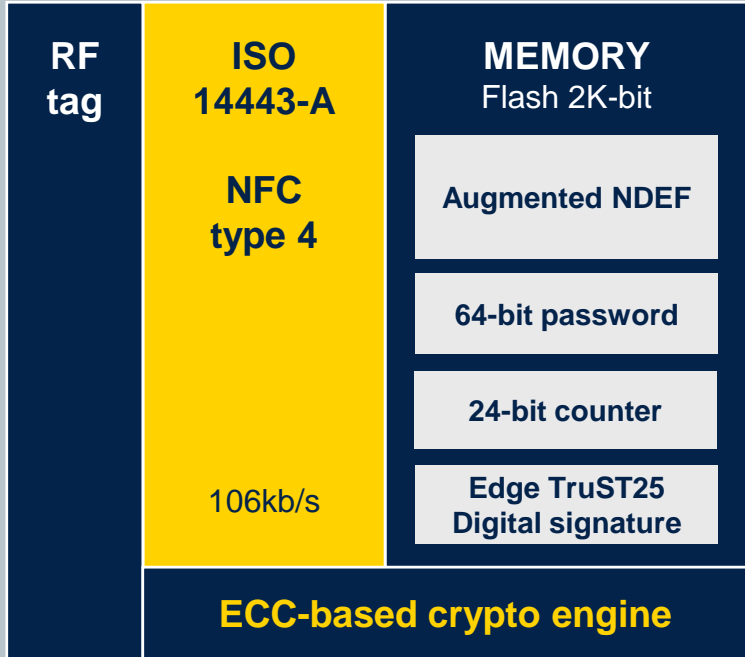 RF
tag
ISO
14443-A
NFC
type 4
106kb/s
MEMORY
Flash 2K-bit
Augmented NDEF
64-bit password
24-bit counter
Edge TruST25
Digital signature
ECC-based crypto engine